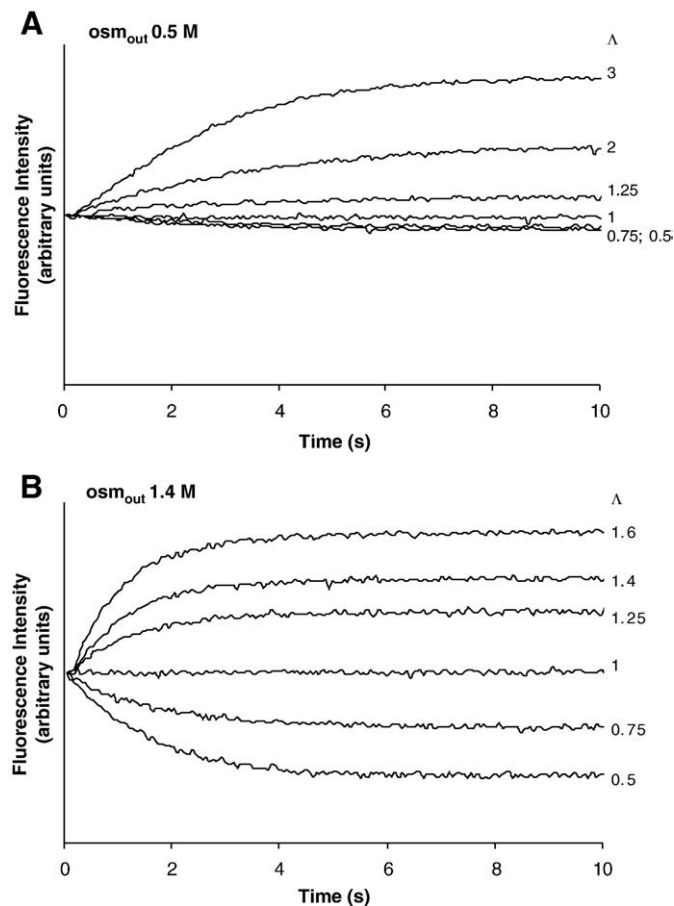 A
osm_out 0.5 M
Λ
3
2
1.25
1
0.75; 0.5
Fluorescence Intensity
(arbitrary units)
0 2 4 6 8 10
Time (s)
B
osm_out 1.4 M
Λ
1.6
1.4
1.25
1
0.75
0.5
Fluorescence Intensity
(arbitrary units)
0 2 4 6 8 10
Time (s)